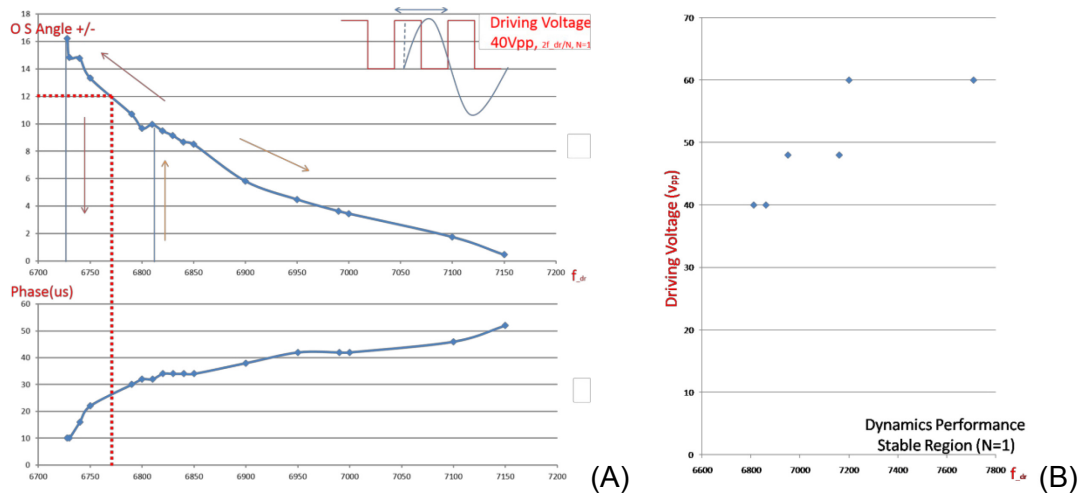 O S Angle +/-
Driving Voltage
40Vpp, 2f_dr/N, N=1
18
16
14
12
10
8
6
4
2
0
6700 6750 6800 6850 6900 6950 7000 7050 7100 7150 7200
f_dr
Phase(us)
60
50
40
30
20
10
0
6700 6750 6800 6850 6900 6950 7000 7050 7100 7150 7200
(A)
Driving Voltage (vpp)
70
60
50
40
30
20
10
0
Dynamics Performance
Stable Region (N=1)
6600 6800 7000 7200 7400 7600 7800
f_dr
(B)